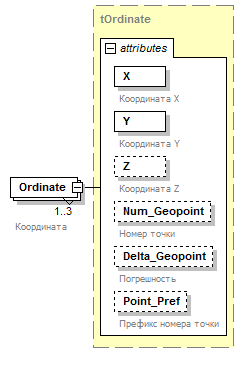 tOrdinate
attributes
X
Координата X
Y
Координата Y
Z
Координата Z
Ordinate
1..3
Координата
Num_Geopoint
Номер точки
Delta_Geopoint
Погрешность
Point_Pref
Префикс номера точки